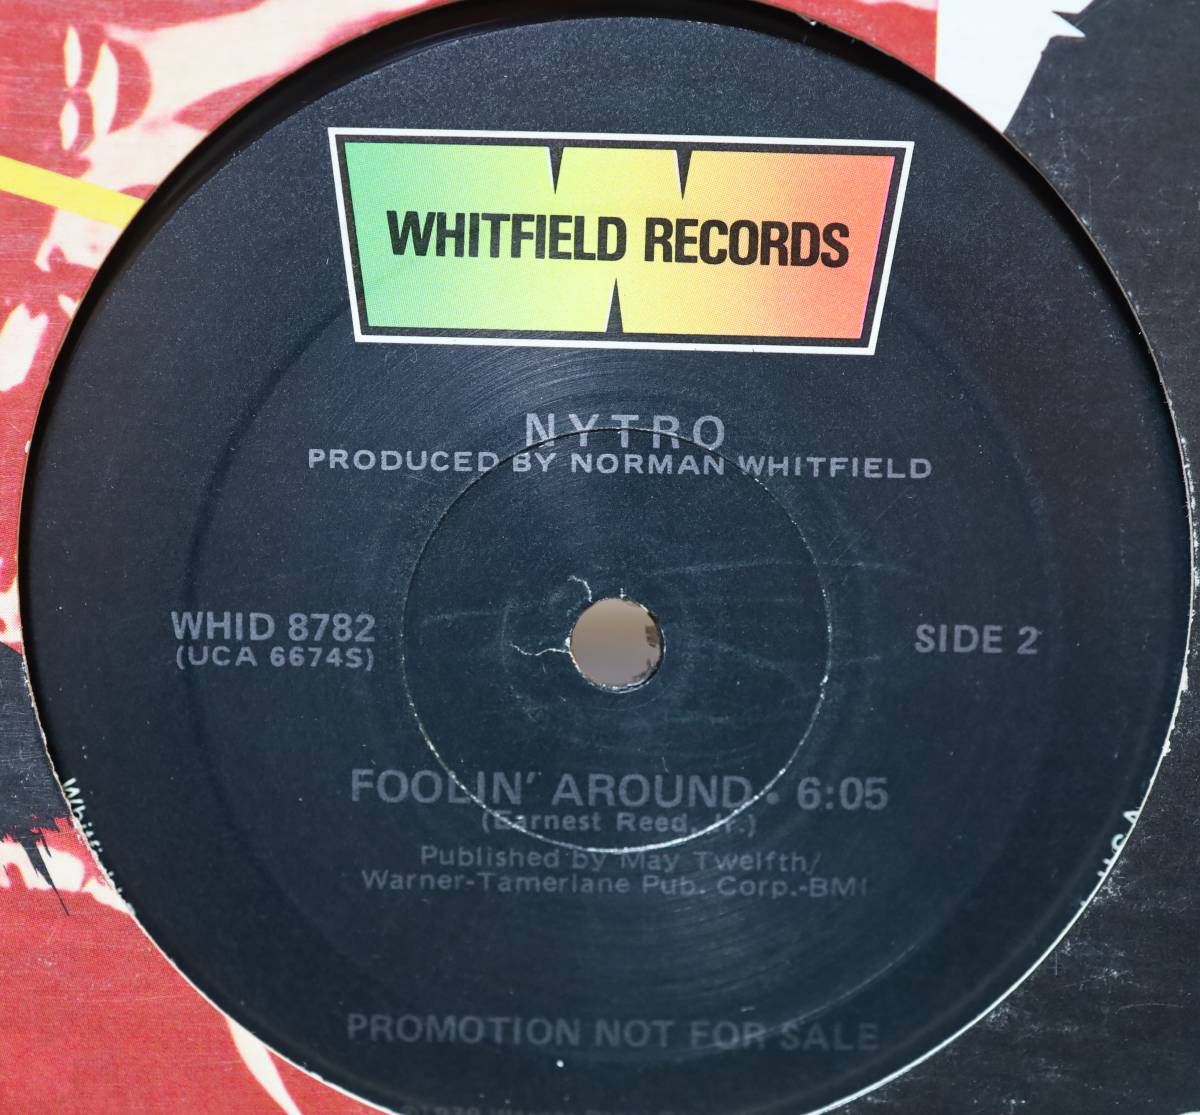 WHITFIELD RECORDS
NYTRO
PRODUCED BY NORMAN WHITFIELD
WHID 8782
(UCA 6674S)
SIDE 2
FOOLIN' AROUND • 6:05
(Earnest Reed, Jr.)
Published by May Twelfth/
Warner-Tamerlane Pub. Corp.-BMI
PROMOTION NOT FOR SALE